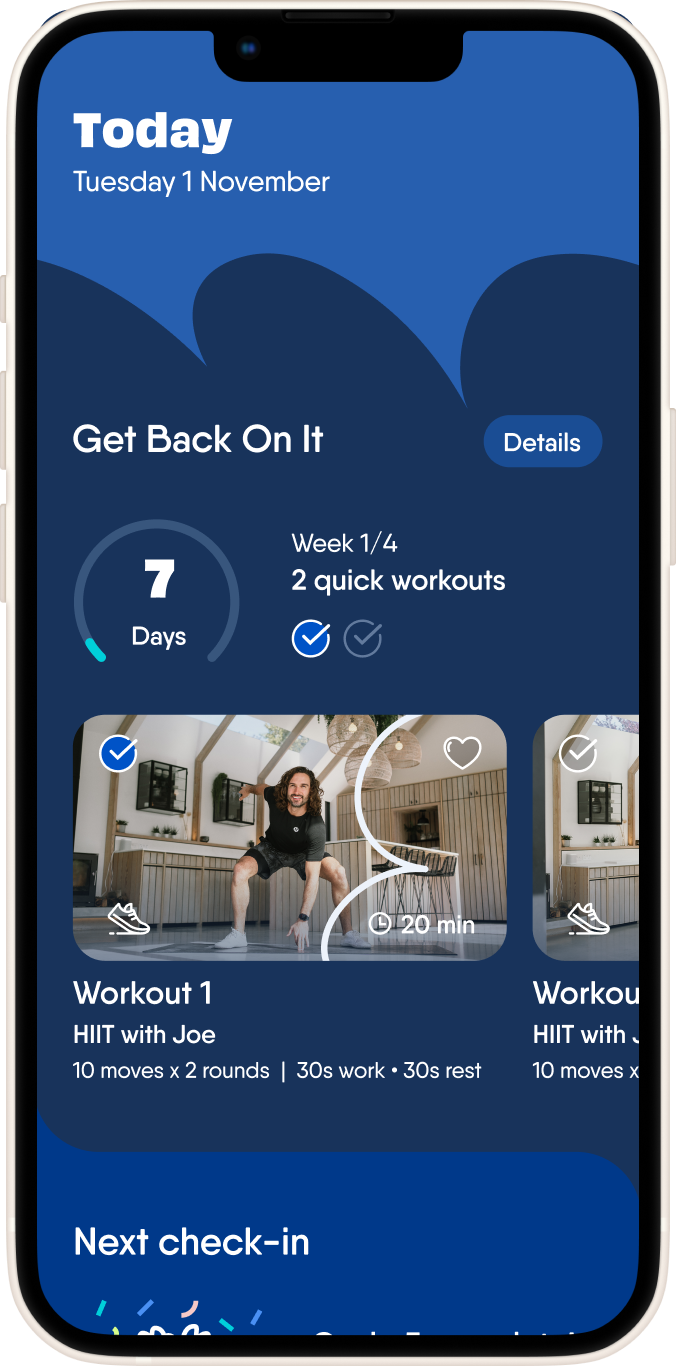 Today
Tuesday 1 November
Get Back On It
Details
7
Days
Week 1/4
2 quick workouts
20 min
Workout 1
HIIT with Joe
10 moves x 2 rounds | 30s work • 30s rest
HIIT with
10 moves x
Next check-in